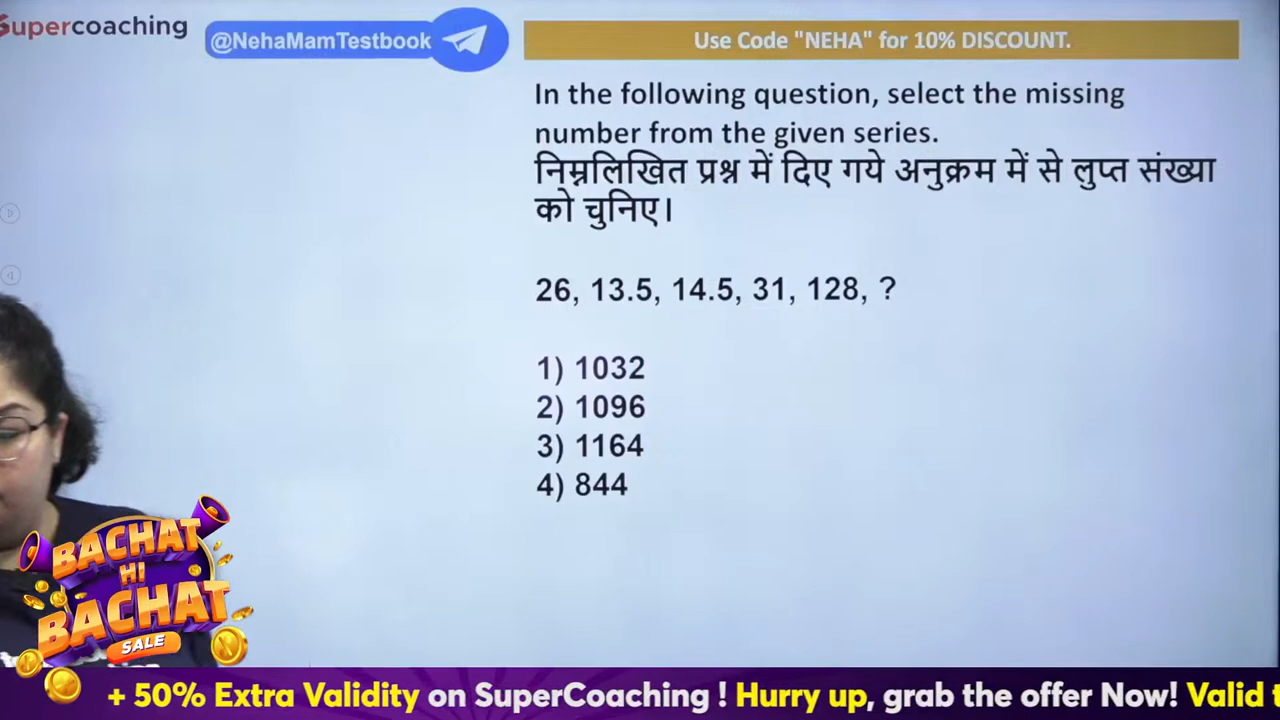 Supercoaching
@NehaMamTestbook
Use Code "NEHA" for 10% DISCOUNT.
In the following question, select the missing
number from the given series.
निम्नलिखित प्रश्न में दिए गये अनुक्रम में से लुप्त संख्या
को चुनिए।
26, 13.5, 14.5, 31, 128, ?
1) 1032
2) 1096
3) 1164
4) 844
BACHAT
HI
BACHAT
SALE
+ 50% Extra Validity on SuperCoaching ! Hurry up, grab the offer Now! Valid